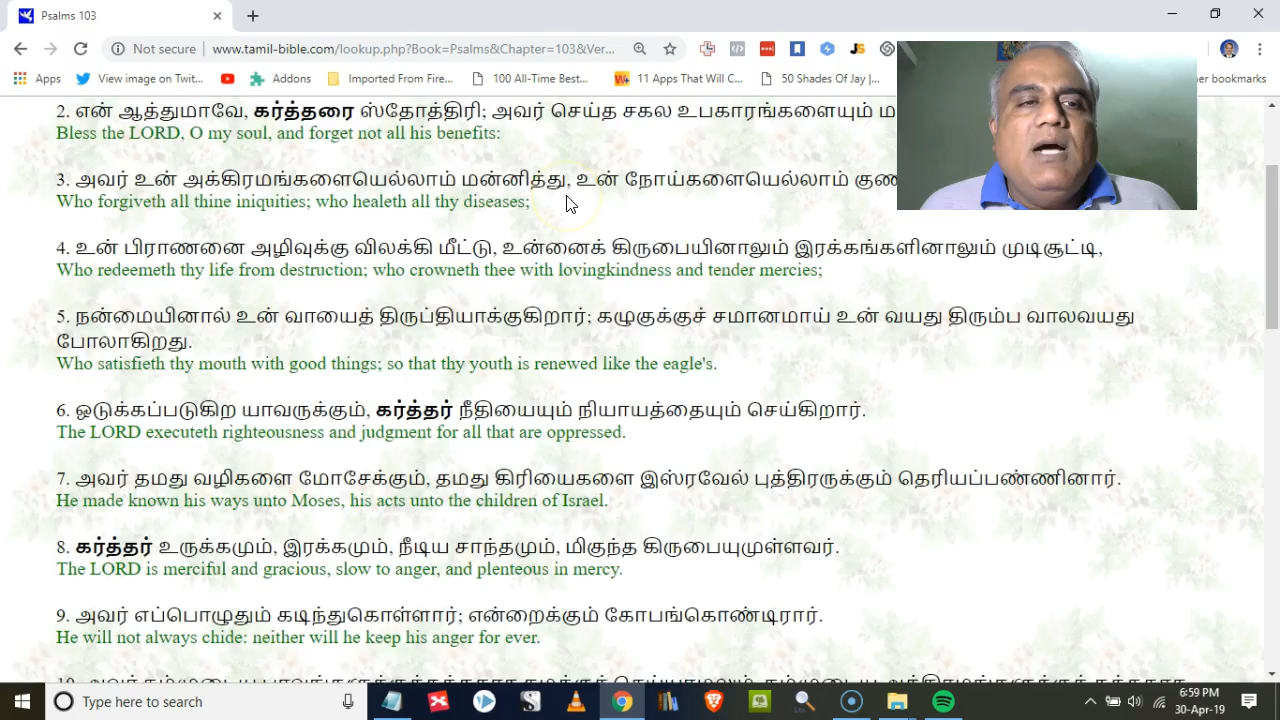 Psalms 103
Not secure
www.tamil-bible.com/lookup.php?Book=Psalms&Chapter=103&Ver...
JS
Apps
View image on Twit...
Addons
Imported From Fire...
100 All-Time Best...
11 Apps That Will C...
50 Shades Of Jay |...
her bookmarks
2. என் ஆத்துமாவே, கர்த்தரை ஸ்தோத்திரி; அவர் செய்த சகல உபகாரங்களையும் ம
Bless the LORD, O my soul, and forget not all his benefits:
3. அவர் உன் அக்கிரமங்களையெல்லாம் மன்னித்து, உன் நோய்களையெல்லாம் குண
Who forgiveth all thine iniquities; who healeth all thy diseases;
4. உன் பிராணனை அழிவுக்கு விலக்கி மீட்டு, உன்னைக் கிருபையினாலும் இரக்கங்களினாலும் முடிசூட்டி,
Who redeemeth thy life from destruction; who crowneth thee with lovingkindness and tender mercies;
5. நன்மையினால் உன் வாயைத் திருப்தியாக்குகிறார்; கழுகுக்குச் சமானமாய் உன் வயது திரும்ப வாலவயது
போலாகிறது.
Who satisfieth thy mouth with good things; so that thy youth is renewed like the eagle's.
6. ஒடுக்கப்படுகிற யாவருக்கும், கர்த்தர் நீதியையும் நியாயத்தையும் செய்கிறார்.
The LORD executeth righteousness and judgment for all that are oppressed.
7. அவர் தமது வழிகளை மோசேக்கும், தமது கிரியைகளை இஸ்ரவேல் புத்திரருக்கும் தெரியப்பண்ணினார்.
He made known his ways unto Moses, his acts unto the children of Israel.
8. கர்த்தர் உருக்கமும், இரக்கமும், நீடிய சாந்தமும், மிகுந்த கிருபையுமுள்ளவர்.
The LORD is merciful and gracious, slow to anger, and plenteous in mercy.
9. அவர் எப்பொழுதும் கடிந்துகொள்ளார்; என்றைக்கும் கோபங்கொண்டிரார்.
He will not always chide: neither will he keep his anger for ever.
Type here to search
6:59 PM
30-Apr-19